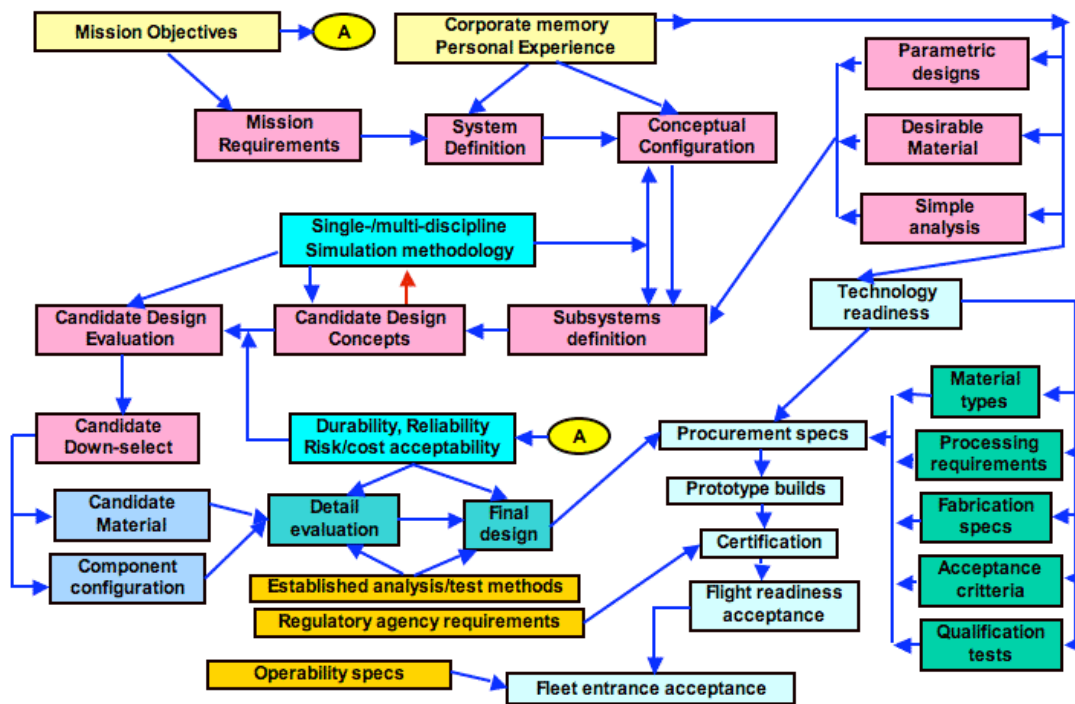 Mission Objectives
A
Corporate memory
Personal Experience
Parametric
designs
Mission
Requirements
System
Definition
Conceptual
Configuration
Desirable
Material
Simple
analysis
Single-/multi-discipline
Simulation methodology
Technology
readiness
Candidate Design
Evaluation
Candidate Design
Concepts
Subsystems
definition
Material
types
Candidate
Down-select
Durability, Reliability
Risk/cost acceptability
A
Procurement specs
Processing
requirements
Candidate
Material
Detail
evaluation
Final
design
Prototype builds
Fabrication
specs
Certification
Component
configuration
Established analysis/test methods
Acceptance
critteria
Regulatory agency requirements
Flight readiness
acceptance
Qualification
tests
Operability specs
Fleet entrance acceptance